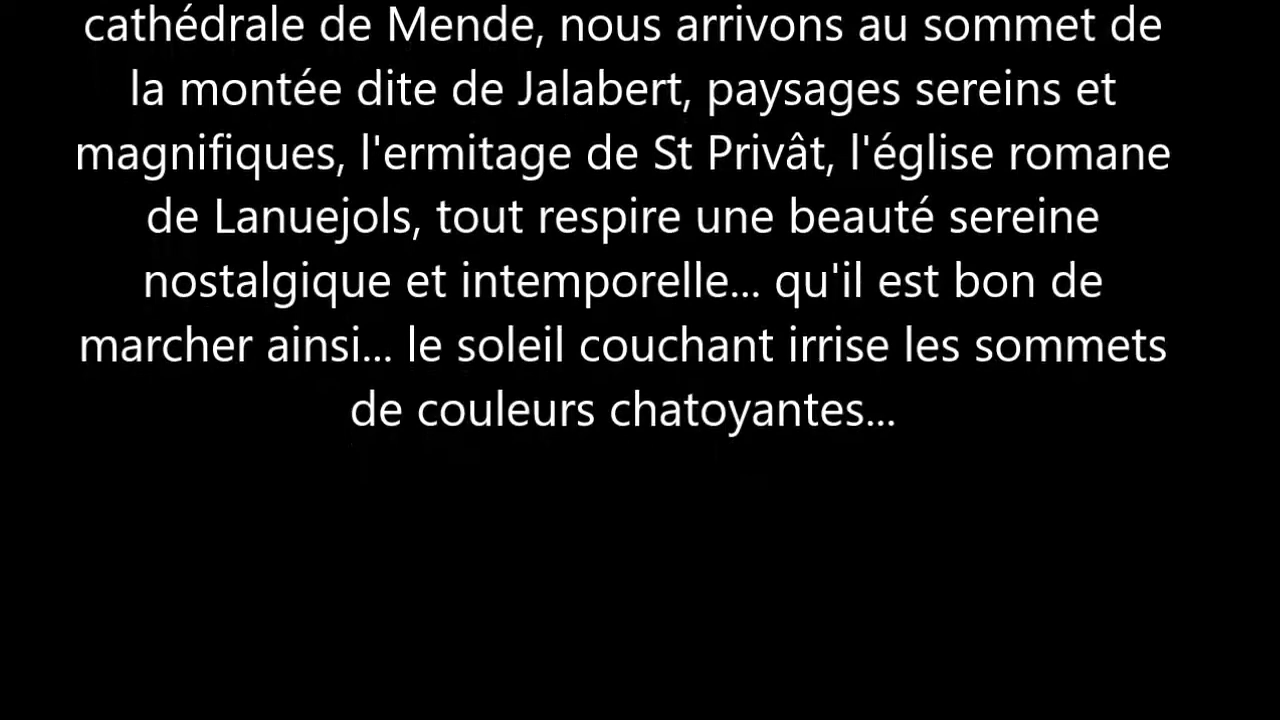 cathédrale de Mende, nous arrivons au sommet de
la montée dite de Jalabert, paysages sereins et
magnifiques, l'ermitage de St Privât, l'église romane
de Lanuejols, tout respire une beauté sereine
nostalgique et intemporelle... qu'il est bon de
marcher ainsi... le soleil couchant irrise les sommets
de couleurs chatoyantes...